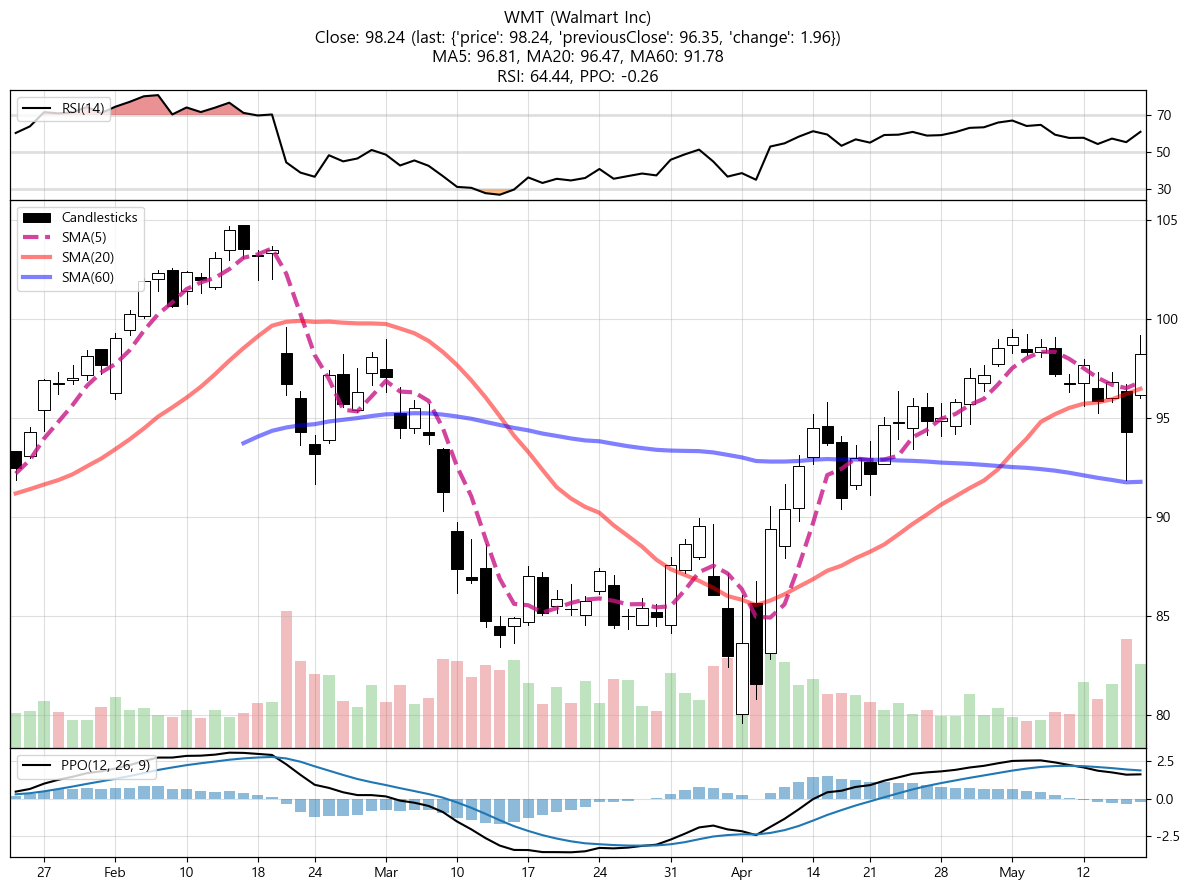 WMT (Walmart Inc)
Close: 98.24 (last: {'price': 98.24, 'previousClose': 96.35, 'change': 1.96})
MA5: 96.81, MA20: 96.47, MA60: 91.78
RSI: 64.44, PPO: -0.26
RSI(14)
70
50
30
Candlesticks
SMA(5)
SMA(20)
SMA(60)
105
100
95
90
85
80
PPO(12, 26, 9)
2.5
0.0
-2.5
27 Feb 10 18 24 Mar 10 17 24 31 Apr 14 21 28 May 12